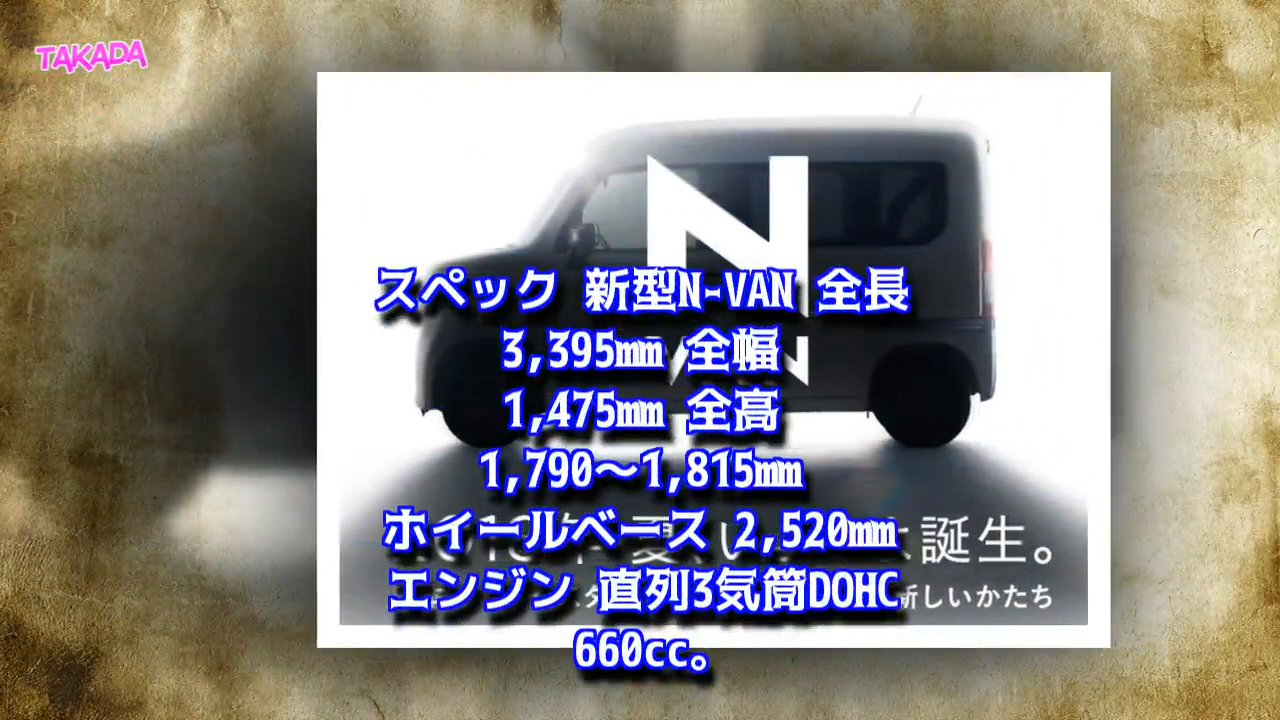 TAKADA
N
スペック 新型N-VAN 全長
3,395mm 全幅
1,475mm 全高
1,790～1,815mm
ホイールベース 2,520mm
誕生。
エンジン 直列3気筒DOHC
新しいかたち
660cc。